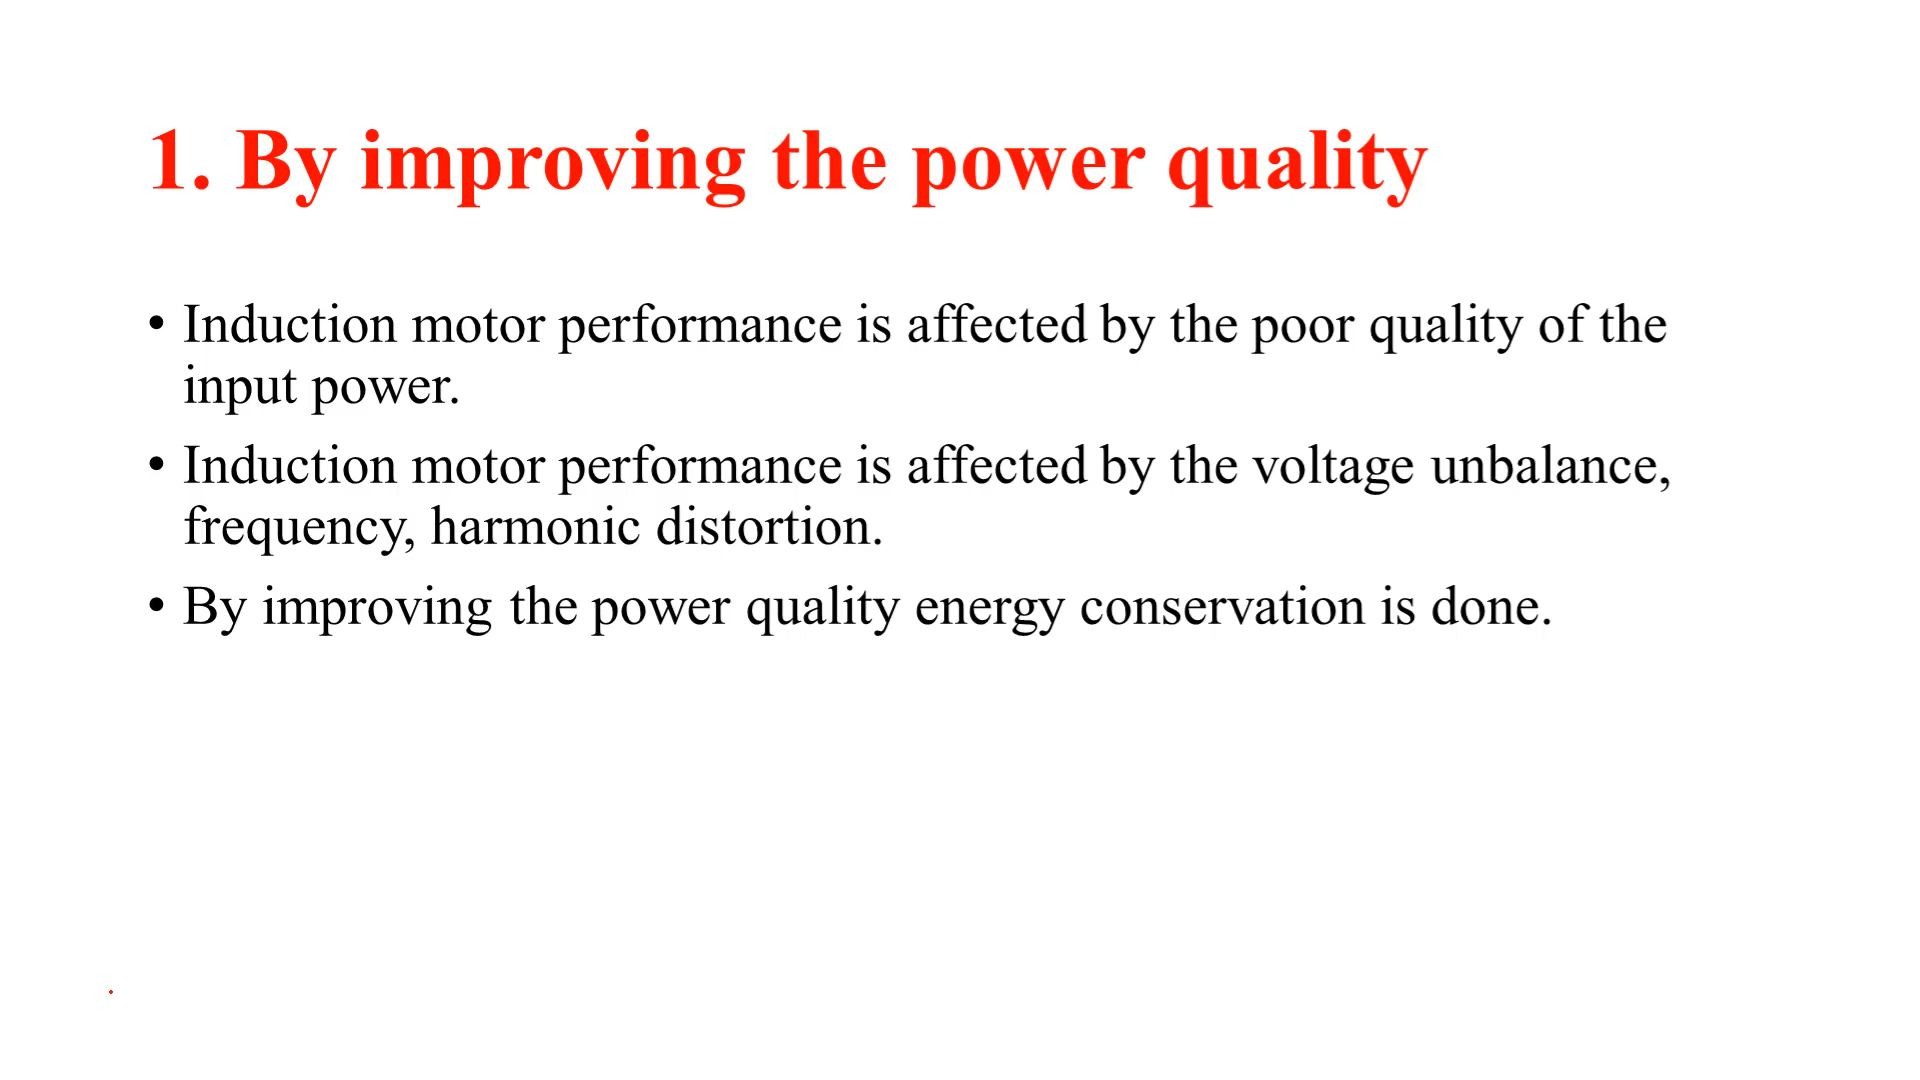 1. By improving the power quality
• Induction motor performance is affected by the poor quality of the
input power.
• Induction motor performance is affected by the voltage unbalance,
frequency, harmonic distortion.
• By improving the power quality energy conservation is done.